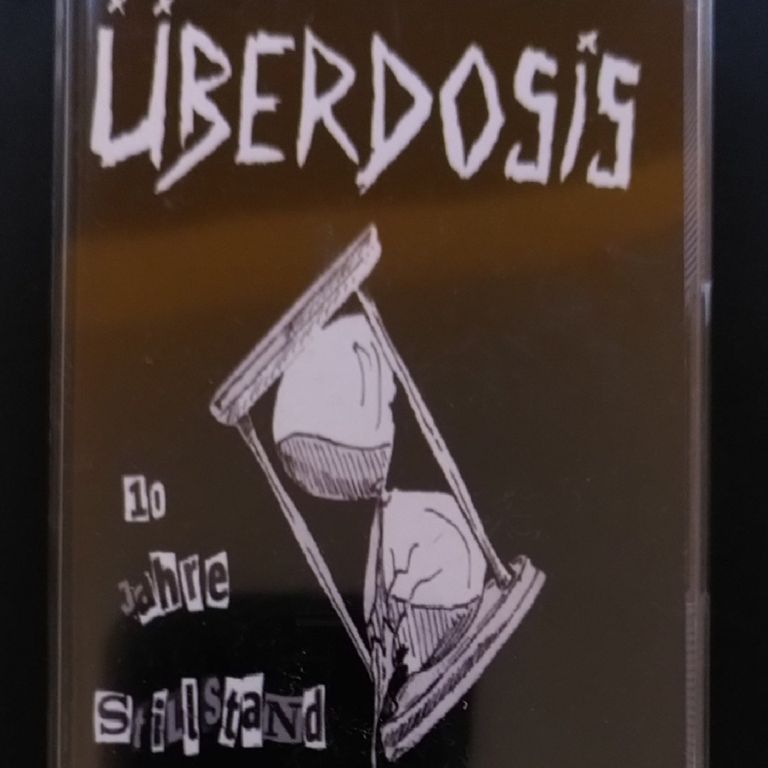 ÜBERDOSiS
10
Jahre
StillStaNd